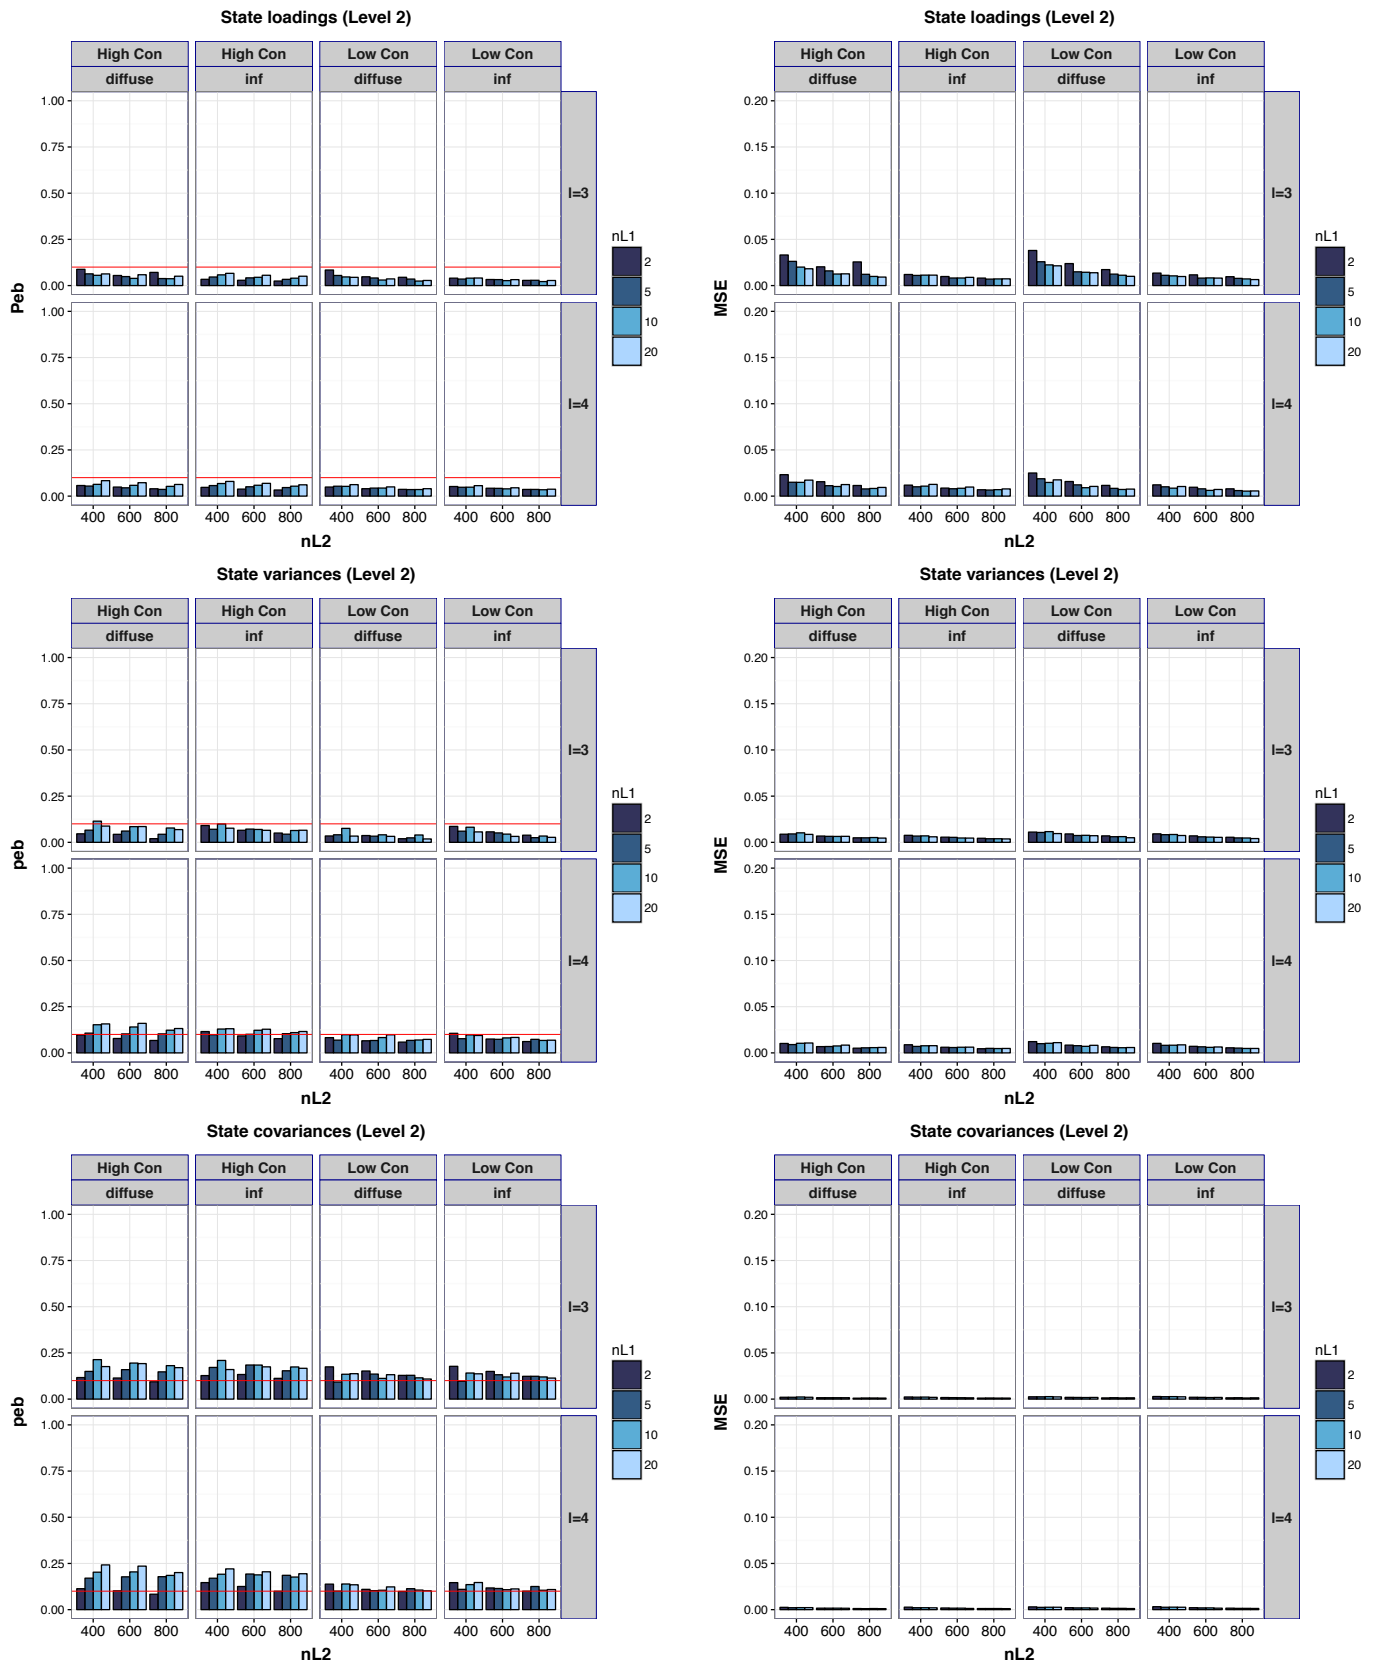 State loadings (Level 2)
High Con High Con Low Con Low Con
diffuse inf diffuse inf
1.00
0.75
0.50
0.25
0.00
l=3
1.00
0.75
0.50
0.25
0.00
l=4
Peb
400 600 800 400 600 800 400 600 800 400 600 800
nL2
nL1
2
5
10
20
State loadings (Level 2)
High Con High Con Low Con Low Con
diffuse inf diffuse inf
0.20
0.15
0.10
0.05
0.00
l=3
0.20
0.15
0.10
0.05
0.00
l=4
MSE
400 600 800 400 600 800 400 600 800 400 600 800
nL2
nL1
2
5
10
20
State variances (Level 2)
High Con High Con Low Con Low Con
diffuse inf diffuse inf
1.00
0.75
0.50
0.25
0.00
l=3
1.00
0.75
0.50
0.25
0.00
l=4
peb
400 600 800 400 600 800 400 600 800 400 600 800
nL2
nL1
2
5
10
20
State variances (Level 2)
High Con High Con Low Con Low Con
diffuse inf diffuse inf
0.20
0.15
0.10
0.05
0.00
l=3
0.20
0.15
0.10
0.05
0.00
l=4
MSE
400 600 800 400 600 800 400 600 800 400 600 800
nL2
nL1
2
5
10
20
State covariances (Level 2)
High Con High Con Low Con Low Con
diffuse inf diffuse inf
1.00
0.75
0.50
0.25
0.00
l=3
1.00
0.75
0.50
0.25
0.00
l=4
peb
400 600 800 400 600 800 400 600 800 400 600 800
nL2
nL1
2
5
10
20
State covariances (Level 2)
High Con High Con Low Con Low Con
diffuse inf diffuse inf
0.20
0.15
0.10
0.05
0.00
l=3
0.20
0.15
0.10
0.05
0.00
l=4
MSE
400 600 800 400 600 800 400 600 800 400 600 800
nL2
nL1
2
5
10
20